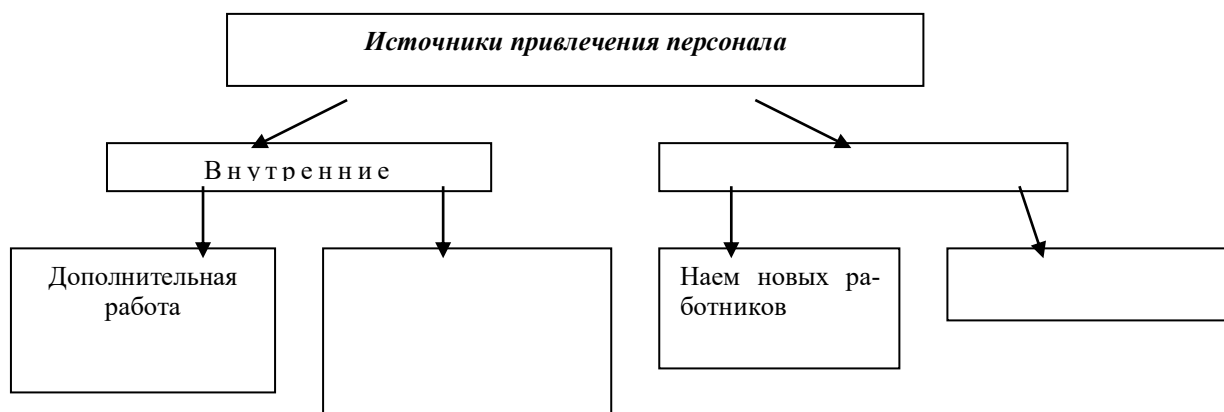 Источники привлечения персонала
Внутренние
Дополнительная
работа
Наем новых ра-
ботников